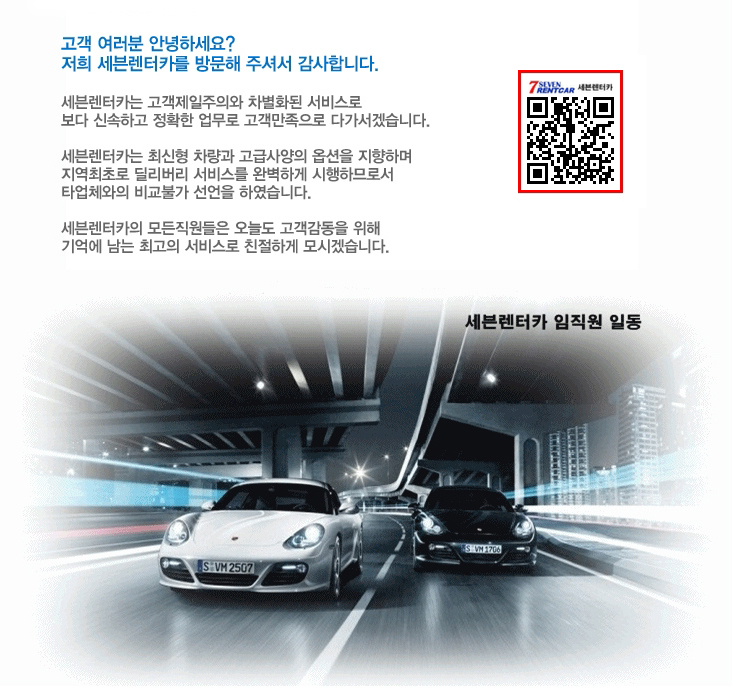 고객 여러분 안녕하세요?
저희 세븐렌터카를 방문해 주셔서 감사합니다.
세븐렌터카는 고객제일주의와 차별화된 서비스로
보다 신속하고 정확한 업무로 고객만족으로 다가서겠습니다.
세븐렌터카는 최신형 차량과 고급사양의 옵션을 지향하며
지역최초로 딜리버리 서비스를 완벽하게 시행하므로서
타업체와의 비교불가 선언을 하였습니다.
세븐렌터카의 모든직원들은 오늘도 고객감동을 위해
기억에 남는 최고의 서비스로 친절하게 모시겠습니다.
7 SEVEN RENTCAR 세븐렌터카
세븐렌터카 임직원 일동
S VM 2507
S VM 1706